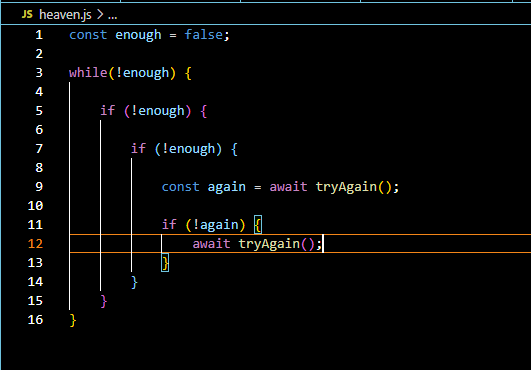 JS heaven.js > ...
1 const enough = false;
2
3 while(!enough) {
4
5 if (!enough) {
6
7 if (!enough) {
8
9 const again = await tryAgain();
10
11 if (!again) {
12 await tryAgain();
13 }
14 }
15 }
16 }